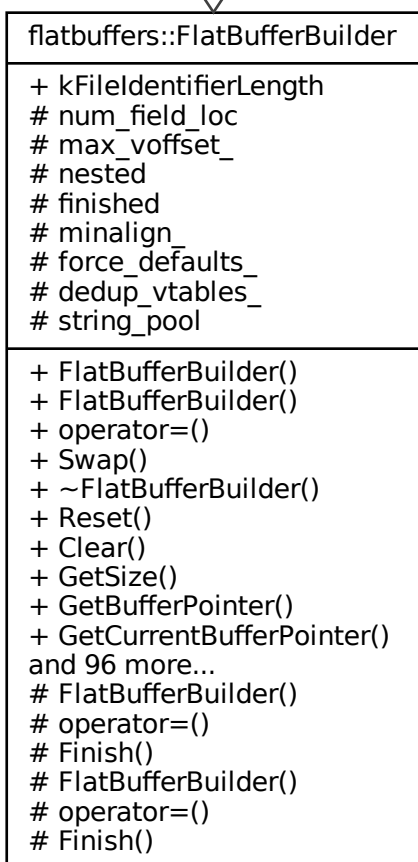 flatbuffers::FlatBufferBuilder
+ kFileIdentifierLength
# num_field_loc
# max_voffset_
# nested
# finished
# minalign_
# force_defaults_
# dedup_vtables_
# string_pool
+ FlatBufferBuilder()
+ FlatBufferBuilder()
+ operator=()
+ Swap()
+ ~FlatBufferBuilder()
+ Reset()
+ Clear()
+ GetSize()
+ GetBufferPointer()
+ GetCurrentBufferPointer()
and 96 more...
# FlatBufferBuilder()
# operator=()
# Finish()
# FlatBufferBuilder()
# operator=()
# Finish()